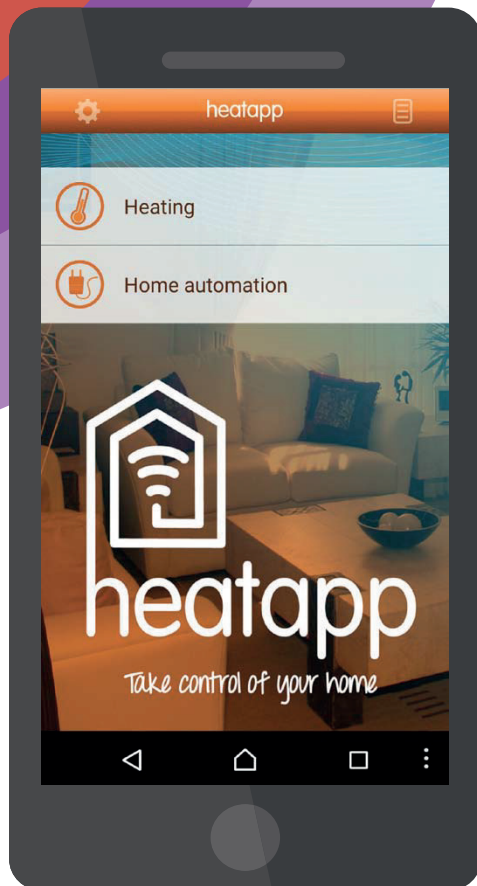 heatapp
Heating
Home automation
heatapp
Take control of your home